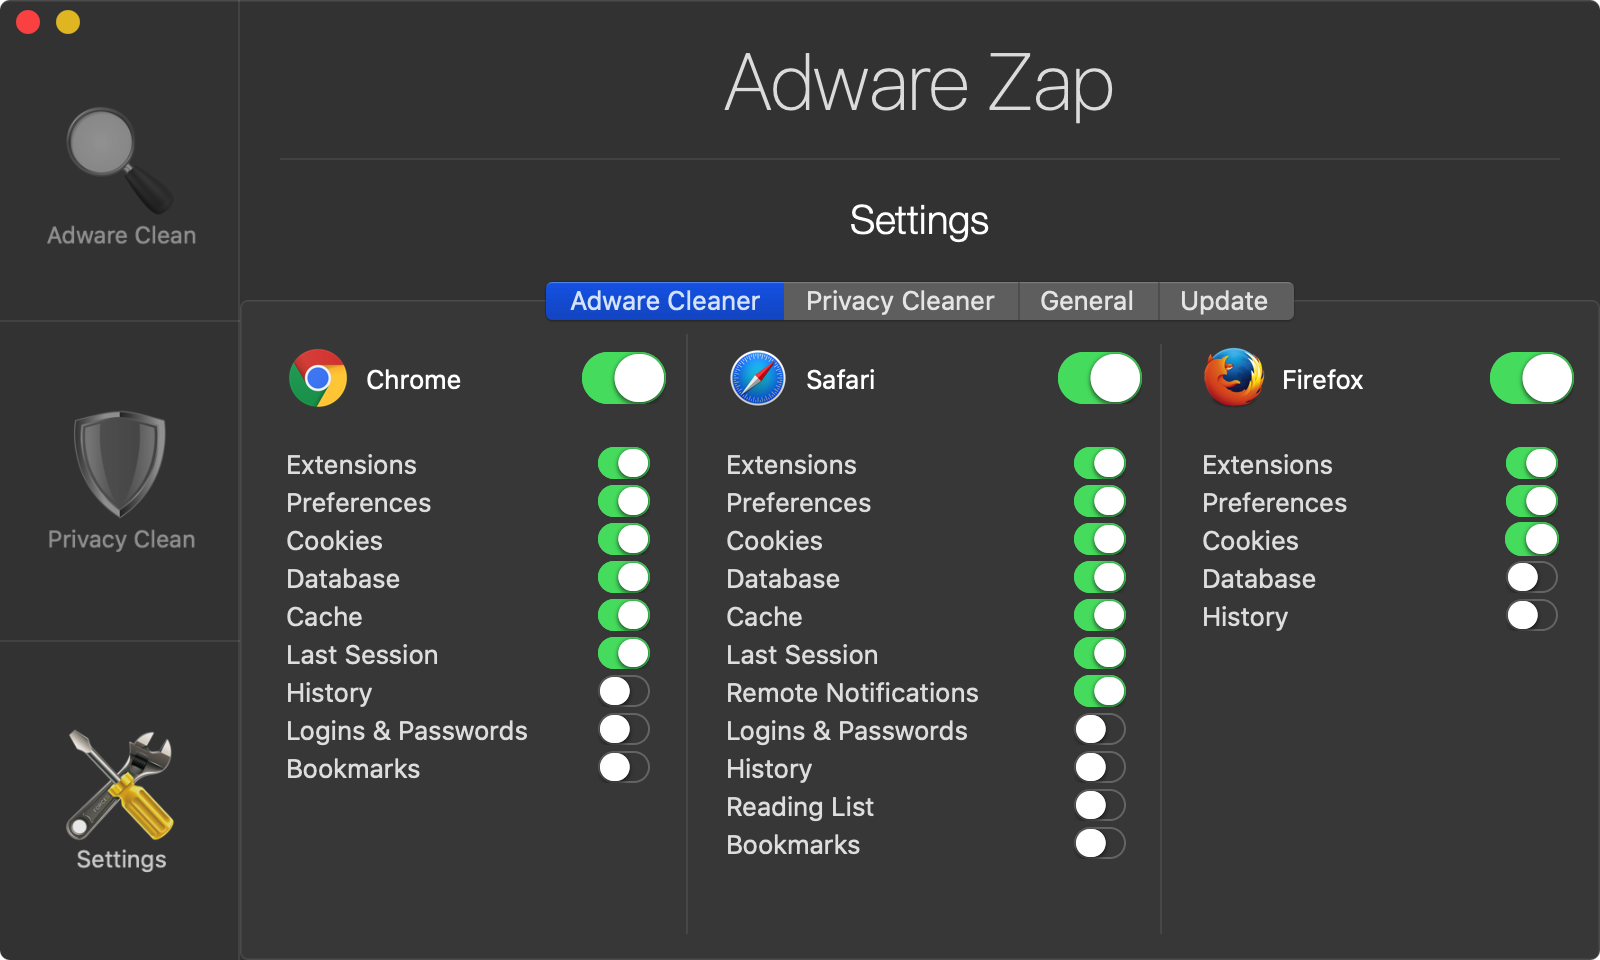 Adware Zap
Settings
Adware Clean
Privacy Clean
Settings
Adware Cleaner Privacy Cleaner General Update
Chrome
Extensions
Preferences
Cookies
Database
Cache
Last Session
History
Logins & Passwords
Bookmarks
Safari
Extensions
Preferences
Cookies
Database
Cache
Last Session
Remote Notifications
Logins & Passwords
History
Reading List
Bookmarks
Firefox
Extensions
Preferences
Cookies
Database
History